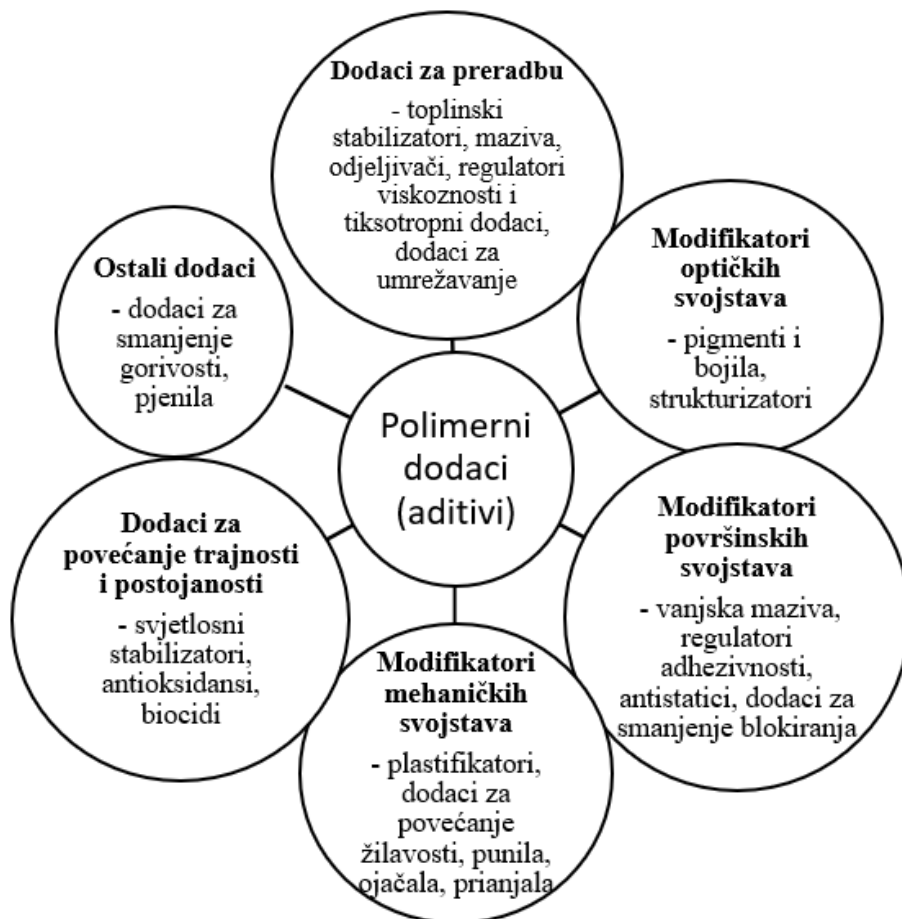 Dodaci za preradbu
- toplinski
stabilizatori, maziva,
odjeljivači, regulatori
viskoznosti i
tiksotropni dodaci,
dodaci za
umrežavanje
Modifikatori
optičkih
svojstava
- pigmenti i
bojila,
strukturizatori
Modifikatori
površinskih
svojstava
- vanjska maziva,
regulatori
adhezivnosti,
antistatici, dodaci za
smanjenje blokiranja
Modifikatori
mehaničkih
svojstava
- plastifikatori,
dodaci za
povećanje
žilavosti, punila,
ojačala, prianjala
Dodaci za
povećanje trajnosti
i postojanosti
- svjetlosni
stabilizatori,
antioksidansi,
biocidi
Ostali dodaci
- dodaci za
smanjenje
gorivosti,
pjenila
Polimerni
dodaci
(aditivi)